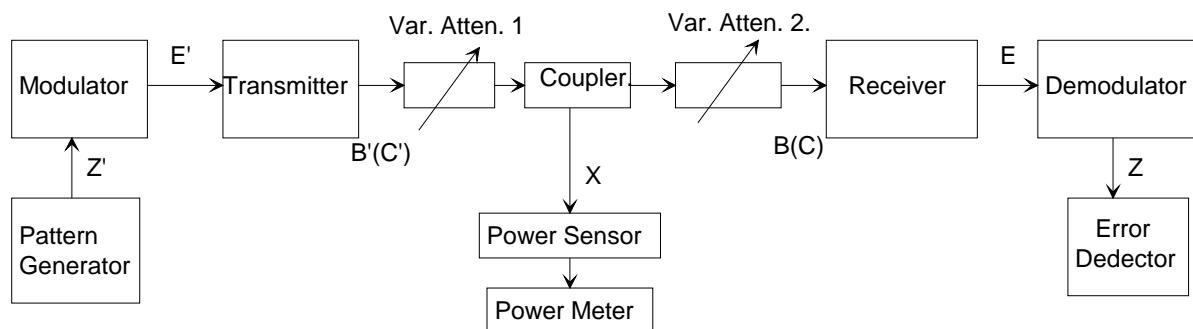 Var. Atten. 1
Var. Atten. 2.
Modulator
E'
Transmitter
Coupler.
Receiver
E
Demodulator
B'(C')
B(C)
Z'
X
Z
Pattern
Generator
Power Sensor
Error
Dedector
Power Meter